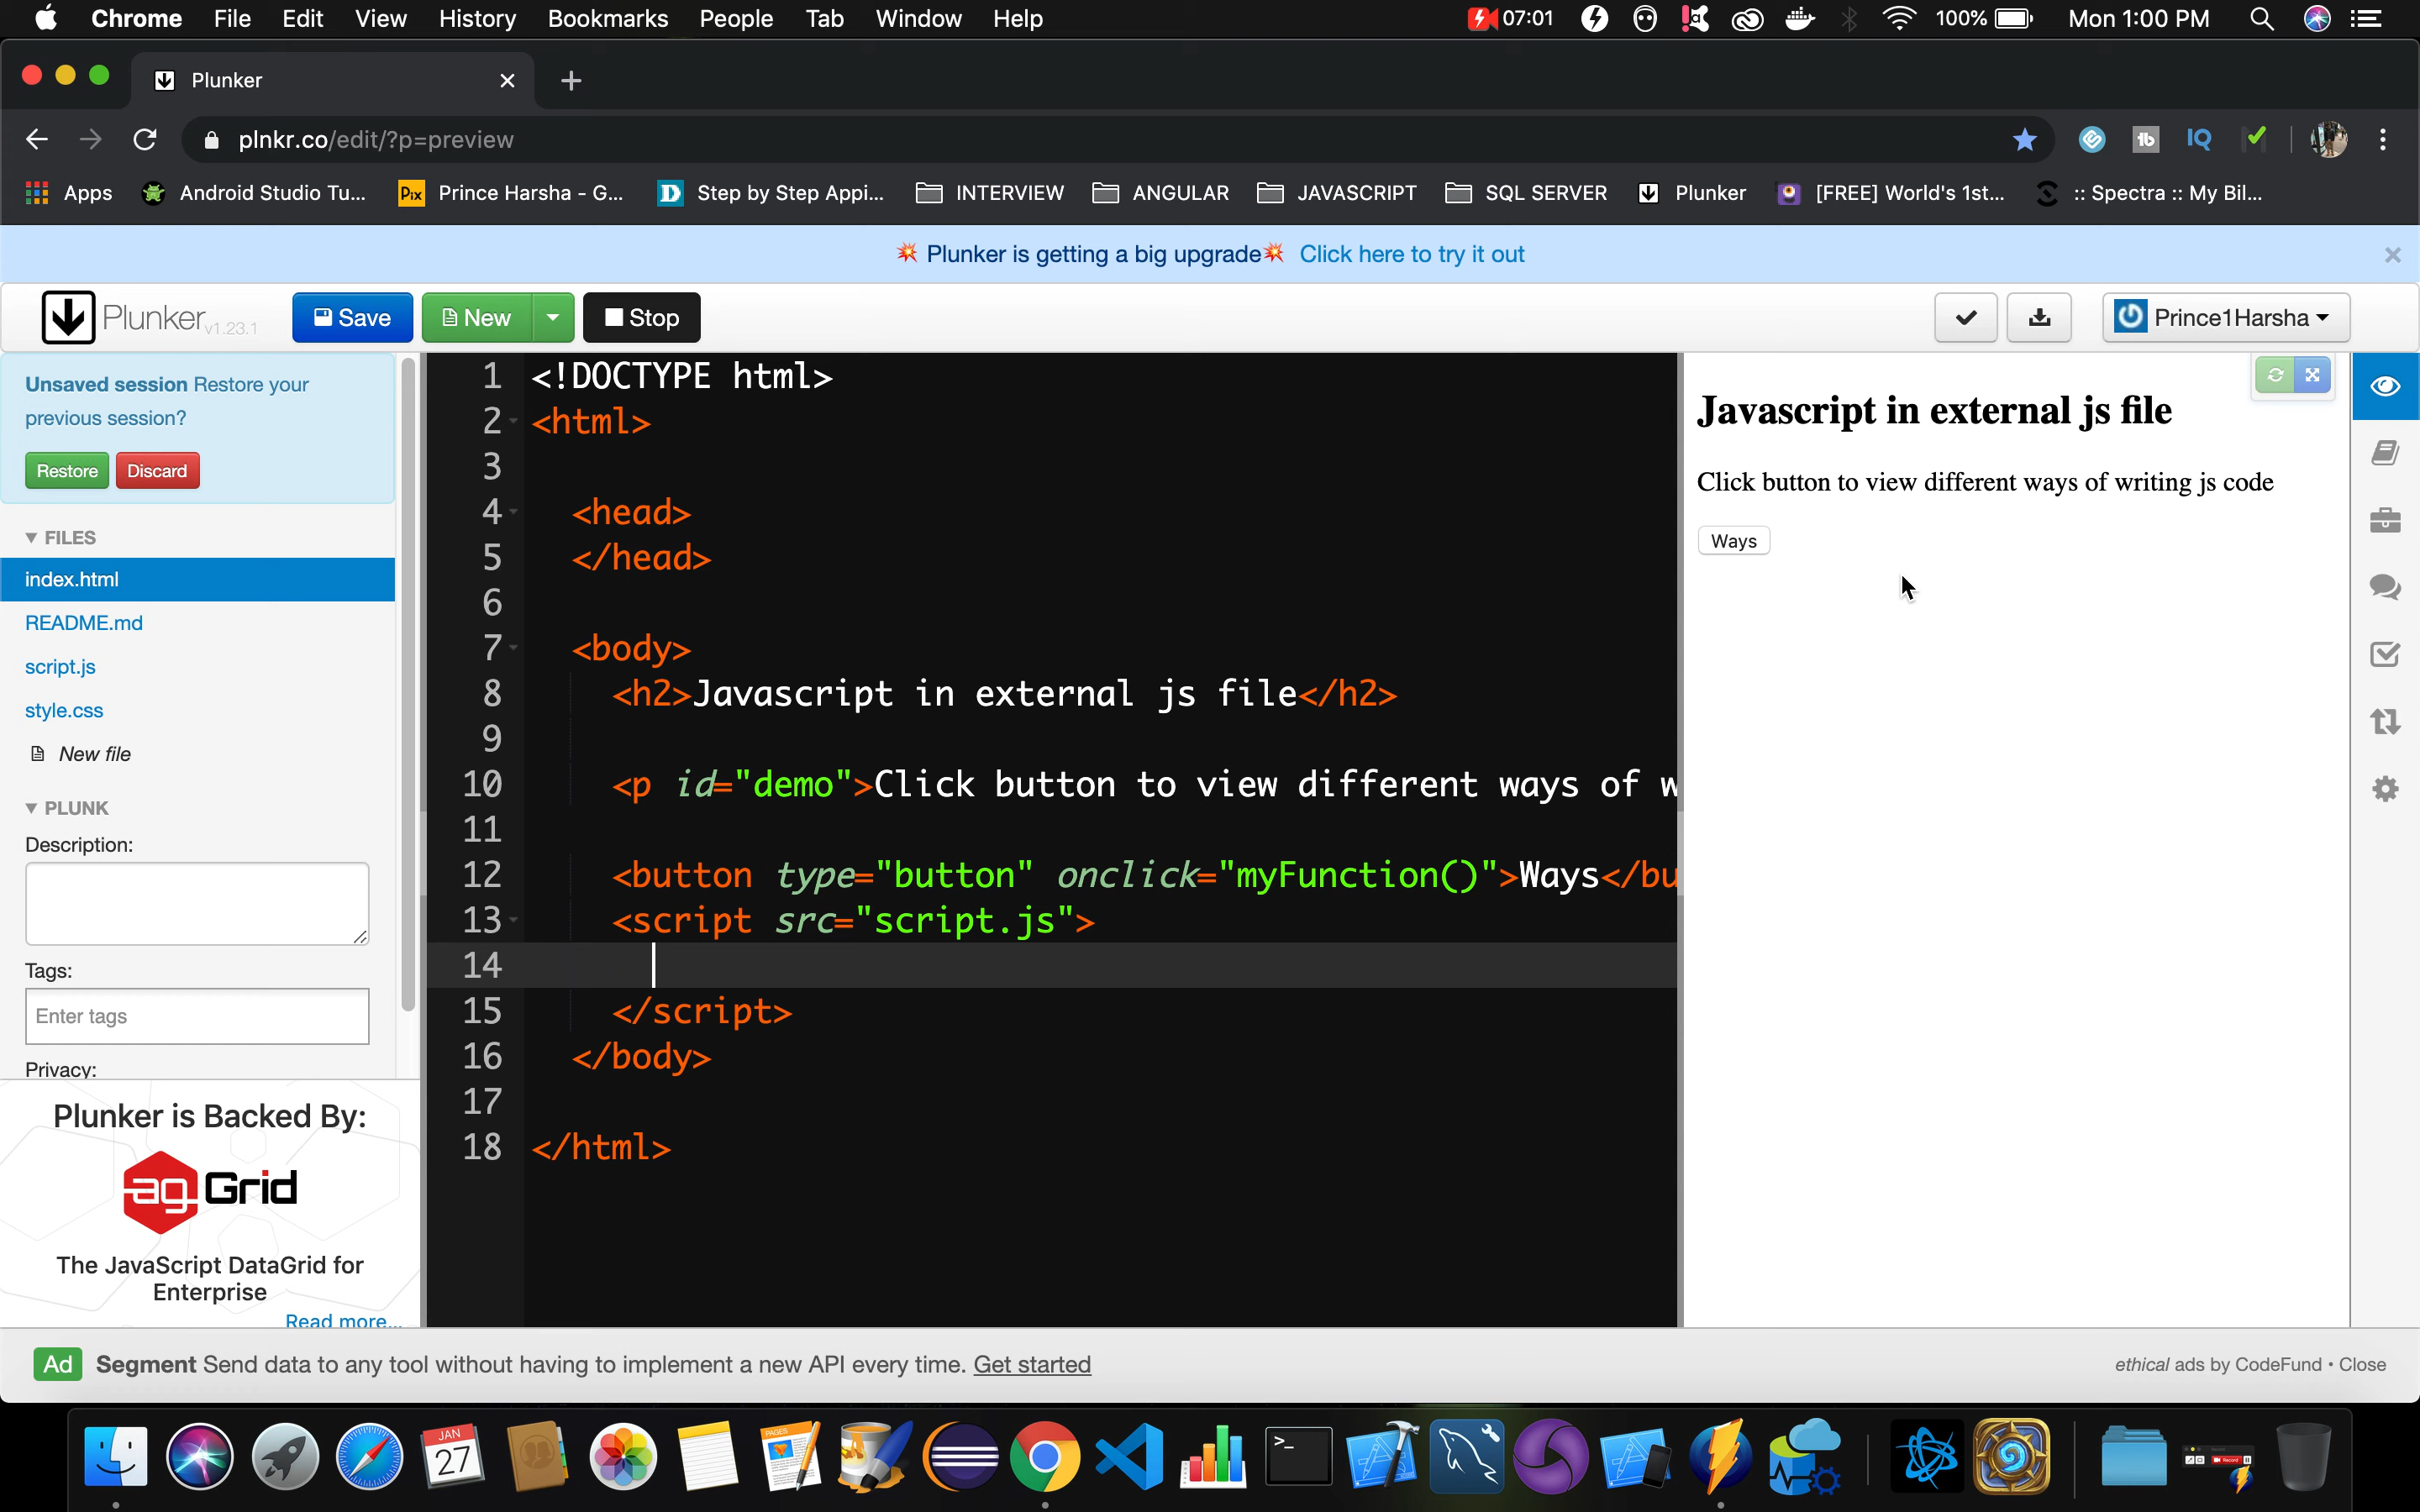 Chrome File Edit View History Bookmarks People Tab Window Help 07:01 100% Mon 1:00 PM
Plunker
plnkr.co/edit/?p=preview
Apps Android Studio Tu... Prince Harsha - G... Step by Step Appi... INTERVIEW ANGULAR JAVASCRIPT SQL SERVER Plunker [FREE] World's 1st... :: Spectra :: My Bil...
Plunker is getting a big upgrade Click here to try it out
Plunker v1.23.1 Save New Stop Prince1Harsha
Unsaved session Restore your
previous session?
Restore Discard
FILES
index.html
README.md
script.js
style.css
New file
PLUNK
Description:
Tags:
Enter tags
Privacy:
Plunker is Backed By:
ag Grid
The JavaScript DataGrid for
Enterprise
Read more...
1 <!DOCTYPE html>
2 <html>
3
4 <head>
5 </head>
6
7 <body>
8 <h2>Javascript in external js file</h2>
9
10 <p id="demo">Click button to view different ways of w
11
12 <button type="button" onclick="myFunction()">Ways</bu
13 <script src="script.js">
14
15 </script>
16 </body>
17
18 </html>
Javascript in external js file
Click button to view different ways of writing js code
Ways
Ad Segment Send data to any tool without having to implement a new API every time. Get started
ethical ads by CodeFund • Close
JAN
27
PAGES